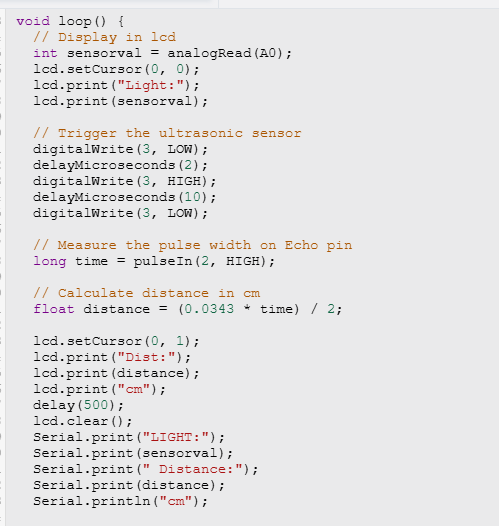 void loop() {
// Display in lcd
int sensorval = analogRead(A0);
lcd.setCursor(0, 0);
lcd.print("Light:");
lcd.print(sensorval);
// Trigger the ultrasonic sensor
digitalWrite(3, LOW);
delayMicroseconds(2);
digitalWrite(3, HIGH);
delayMicroseconds(10);
digitalWrite(3, LOW);
// Measure the pulse width on Echo pin
long time = pulseIn(2, HIGH);
// Calculate distance in cm
float distance = (0.0343 * time) / 2;
lcd.setCursor(0, 1);
lcd.print("Dist:");
lcd.print(distance);
lcd.print("cm");
delay(500);
lcd.clear();
Serial.print("LIGHT:");
Serial.print(sensorval);
Serial.print(" Distance:");
Serial.print(distance);
Serial.println("cm");